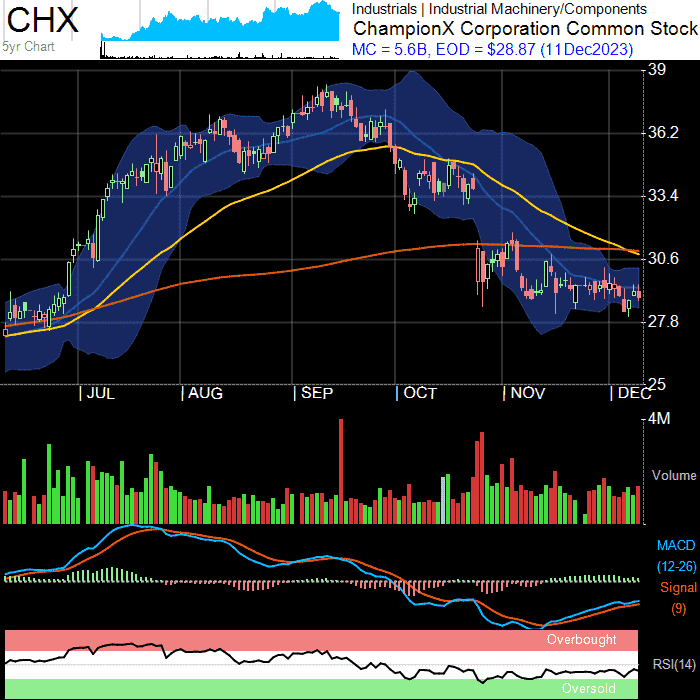 CHX
5yr Chart
Industrials | Industrial Machinery/Components
ChampionX Corporation Common Stock
MC = 5.6B, EOD = $28.87 (11Dec2023)
39
36.2
33.4
30.6
27.8
25
JUL
AUG
SEP
OCT
NOV
DEC
4M
Volume
MACD
(12-26)
Signal
(9)
Overbought
RSI(14)
Oversold